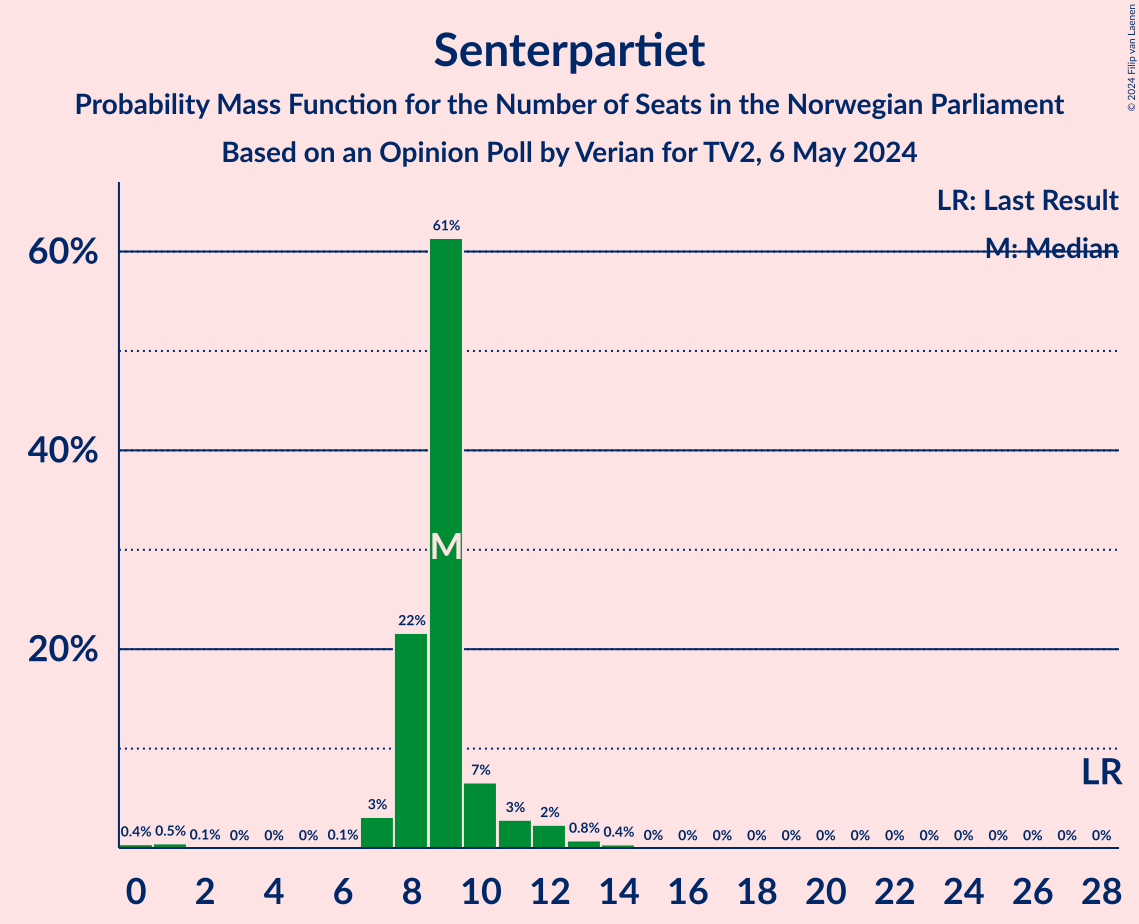 Senterpartiet
Probability Mass Function for the Number of Seats in the Norwegian Parliament
Based on an Opinion Poll by Verian for TV2, 6 May 2024
© 2024 Filip van Laenen
LR: Last Result
M: Median
60%
40%
20%
0.4% 0.5% 0.1% 0% 0% 0% 0.1% 3% 22% 61% 7% 3% 2% 0.8% 0.4% 0% 0% 0% 0% 0% 0% 0% 0% 0% 0% 0% 0% 0% 0%
M
LR
0 2 4 6 8 10 12 14 16 18 20 22 24 26 28